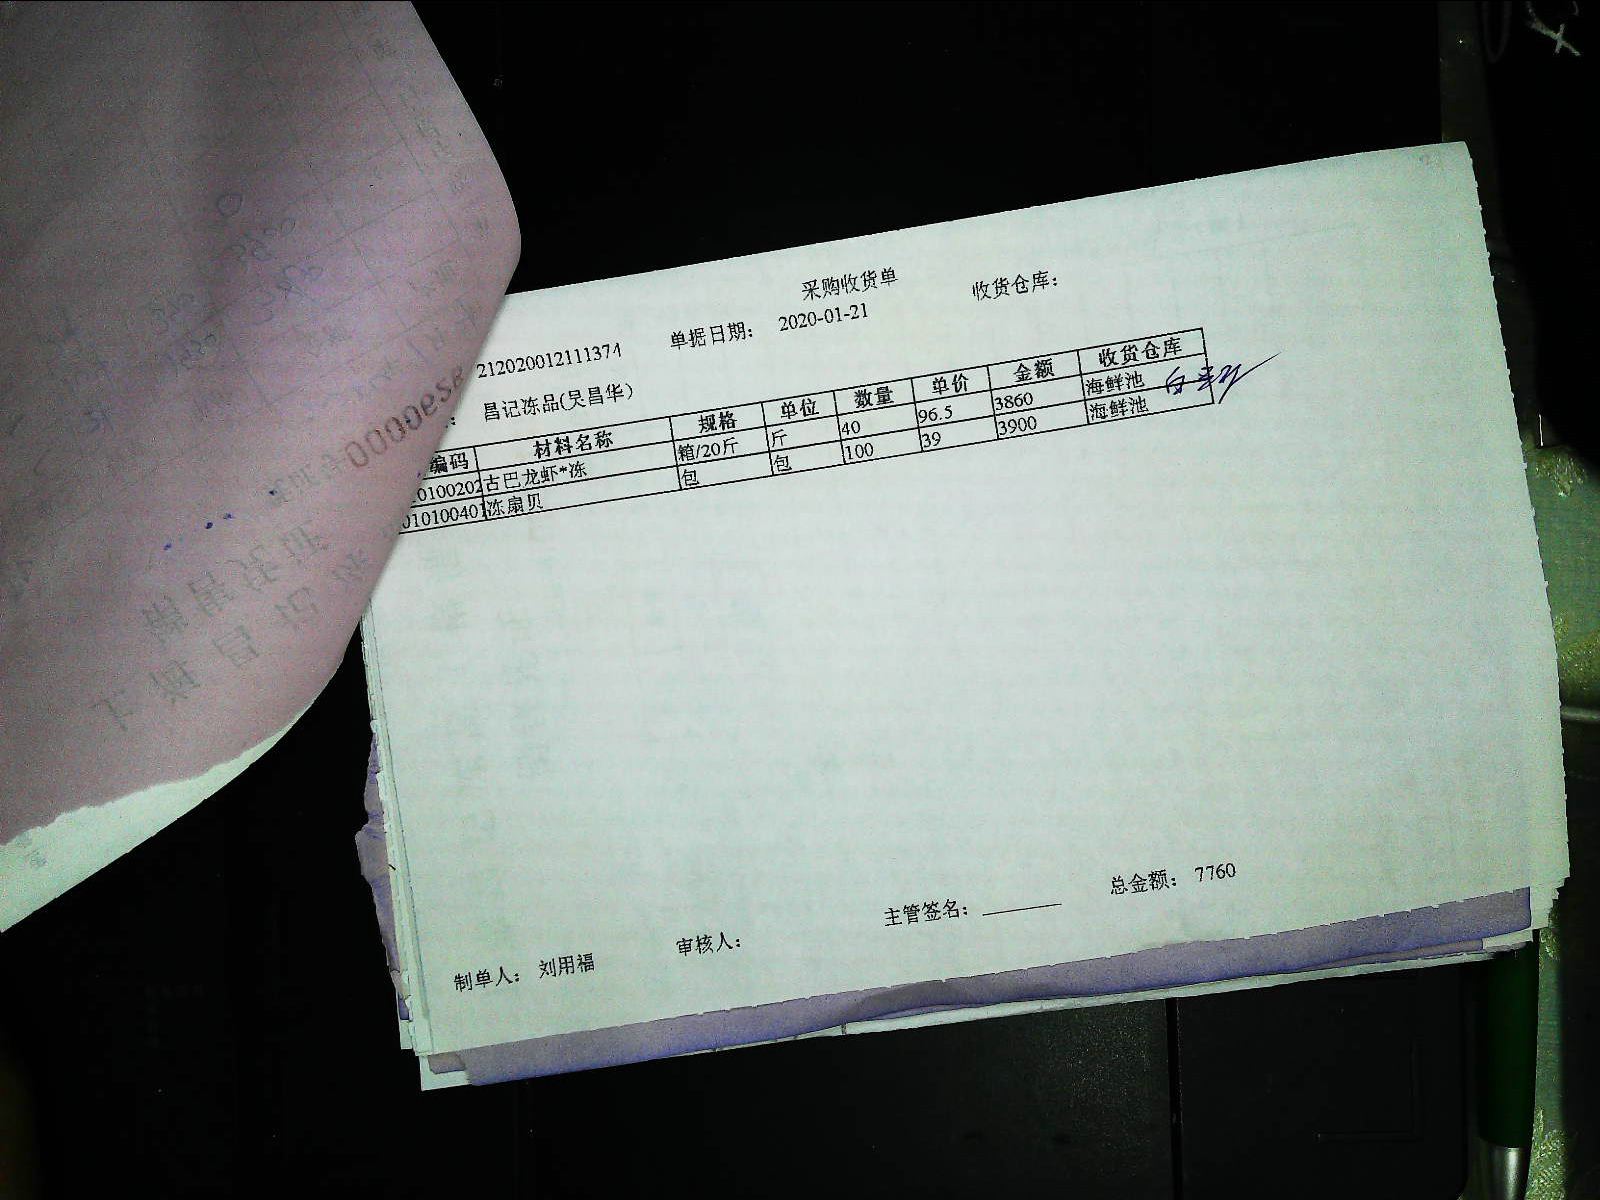 采购收货单
212020012111374 单据日期： 2020-01-21 收货仓库：
昌记冻品(吴昌华）
编码 材料名称 规格 单位 数量 单价 金额 收货仓库
0100202 古巴龙虾*冻 箱/20斤 斤 40 96.5 3860 海鲜池
010100401 冻扇贝 包 包 100 39 3900 海鲜池
总金额： 7760
制单人： 刘用福 审核人： 主管签名：